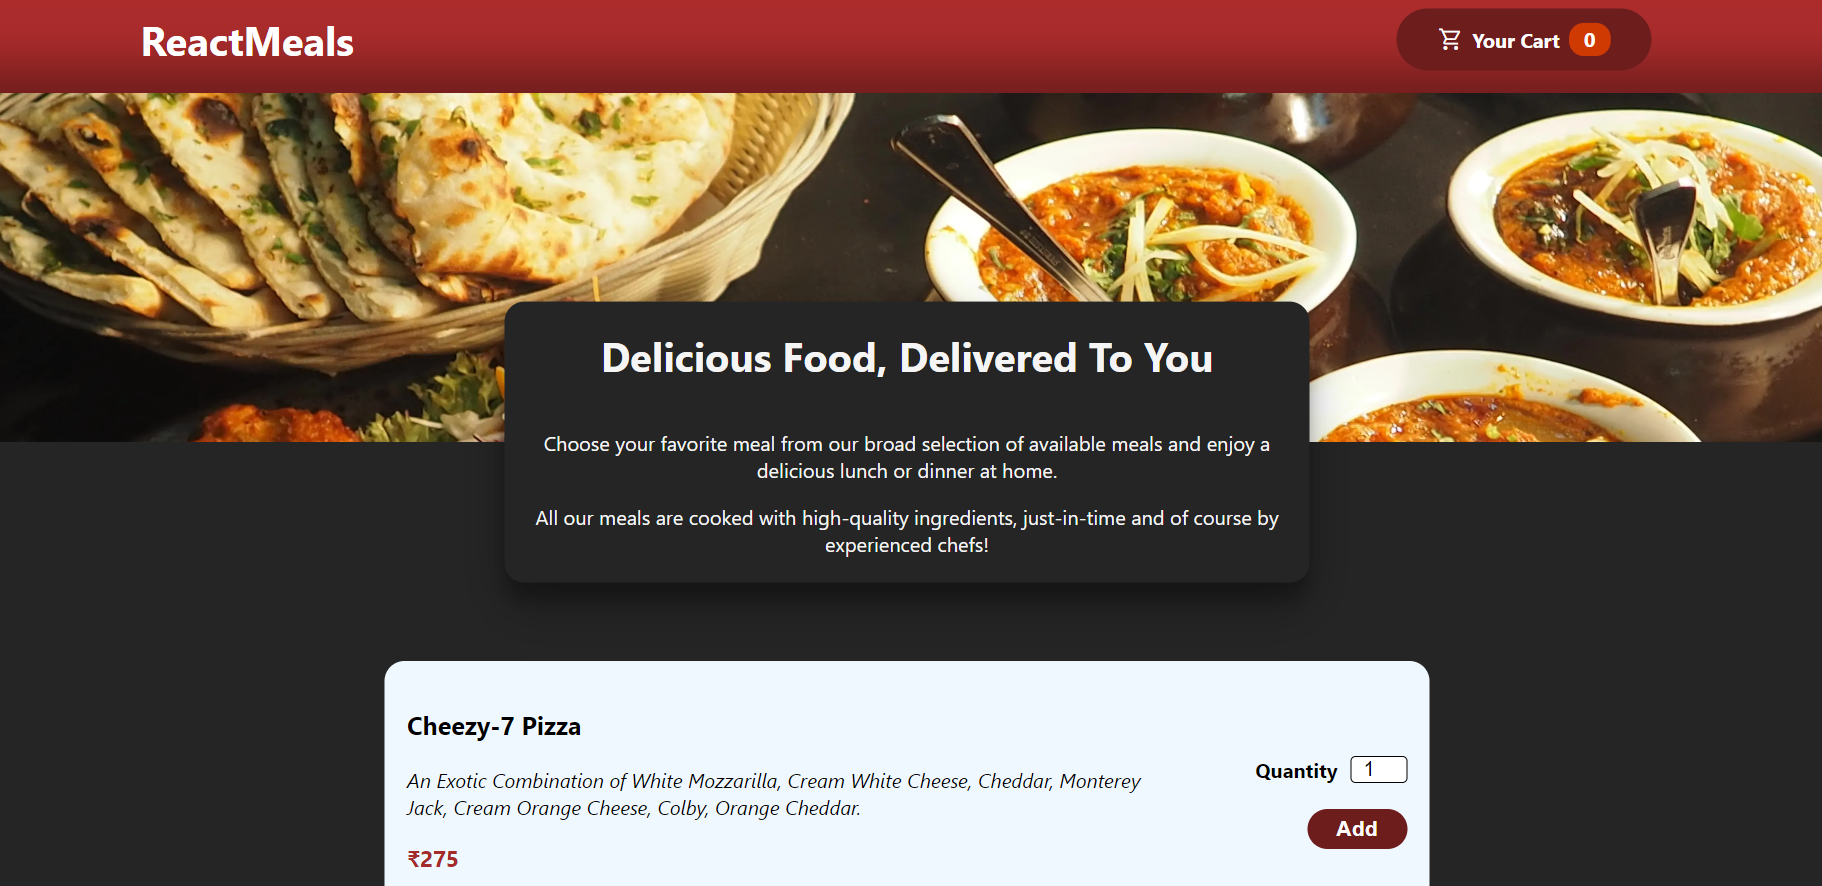 ReactMeals
Your Cart 0
Delicious Food, Delivered To You
Choose your favorite meal from our broad selection of available meals and enjoy a
delicious lunch or dinner at home.
All our meals are cooked with high-quality ingredients, just-in-time and of course by
experienced chefs!
Cheezy-7 Pizza
An Exotic Combination of White Mozzarilla, Cream White Cheese, Cheddar, Monterey
Jack, Cream Orange Cheese, Colby, Orange Cheddar.
₹275
Quantity 1
Add